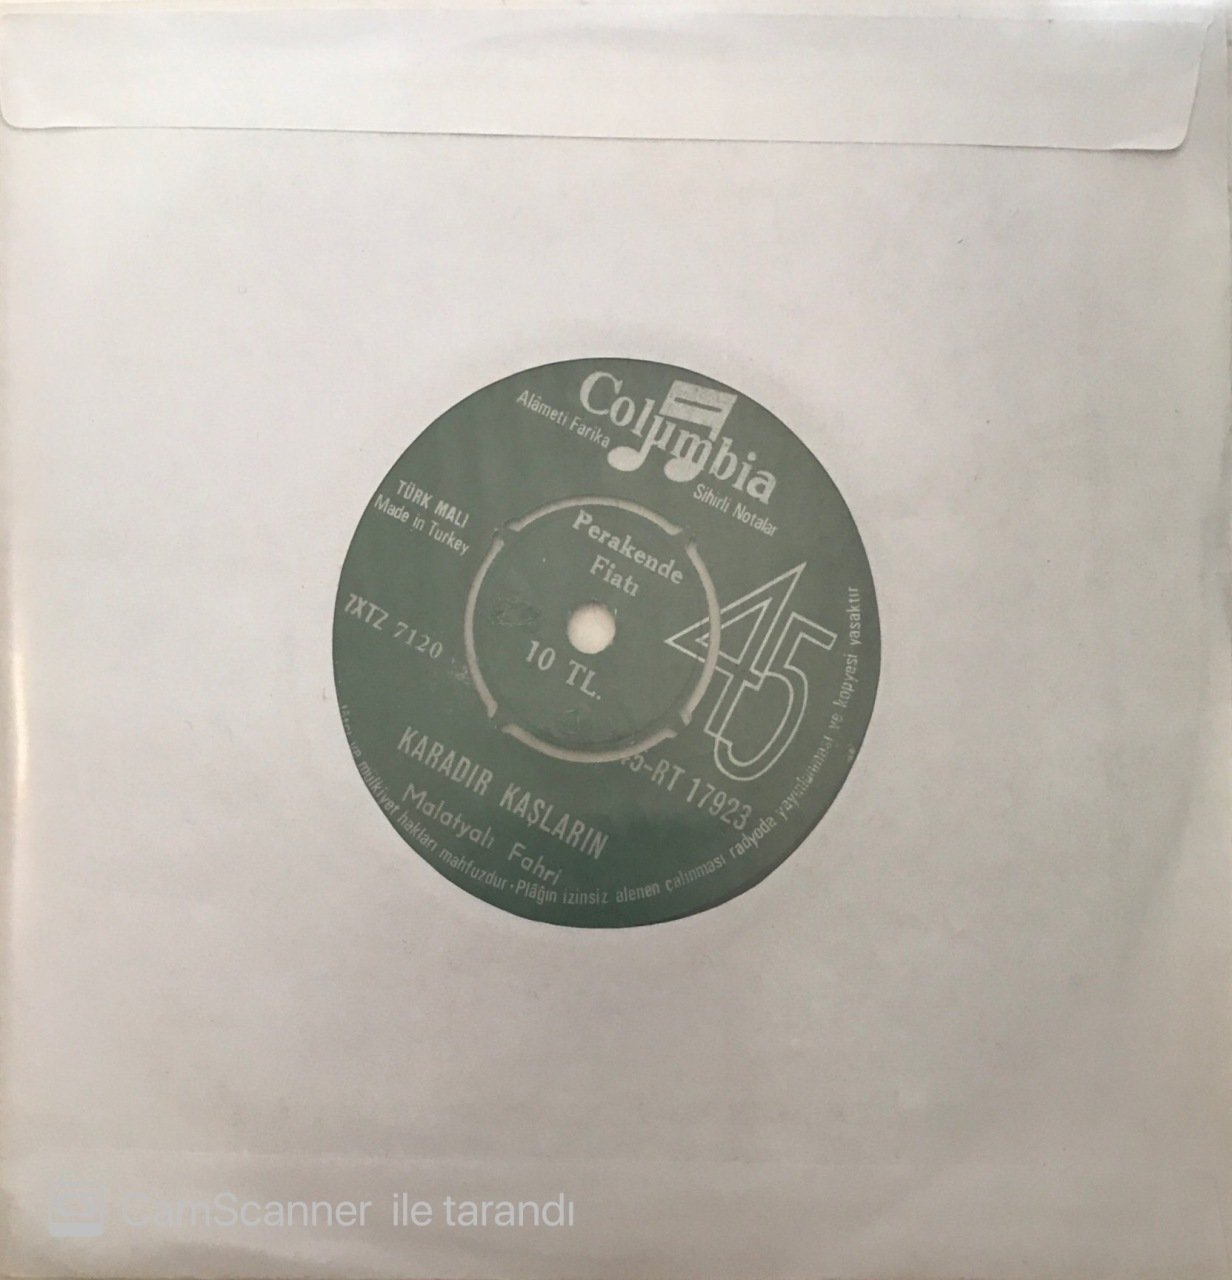 Columbia
Alâmeti Farika
Sihirli Notalar
TÜRK MALI
Made in Turkey
Perakende
Fiatı
10 TL.
45
7XTZ 7120
45-RT 17923
KARADIR KAŞLARIN
Malatyalı Fahri
ve mülkiyet hakları mahfuzdur · Plâğın izinsiz alenen çalınması radyoda yayınlanması ve kopyesi yasaktır
CamScanner ile tarandı